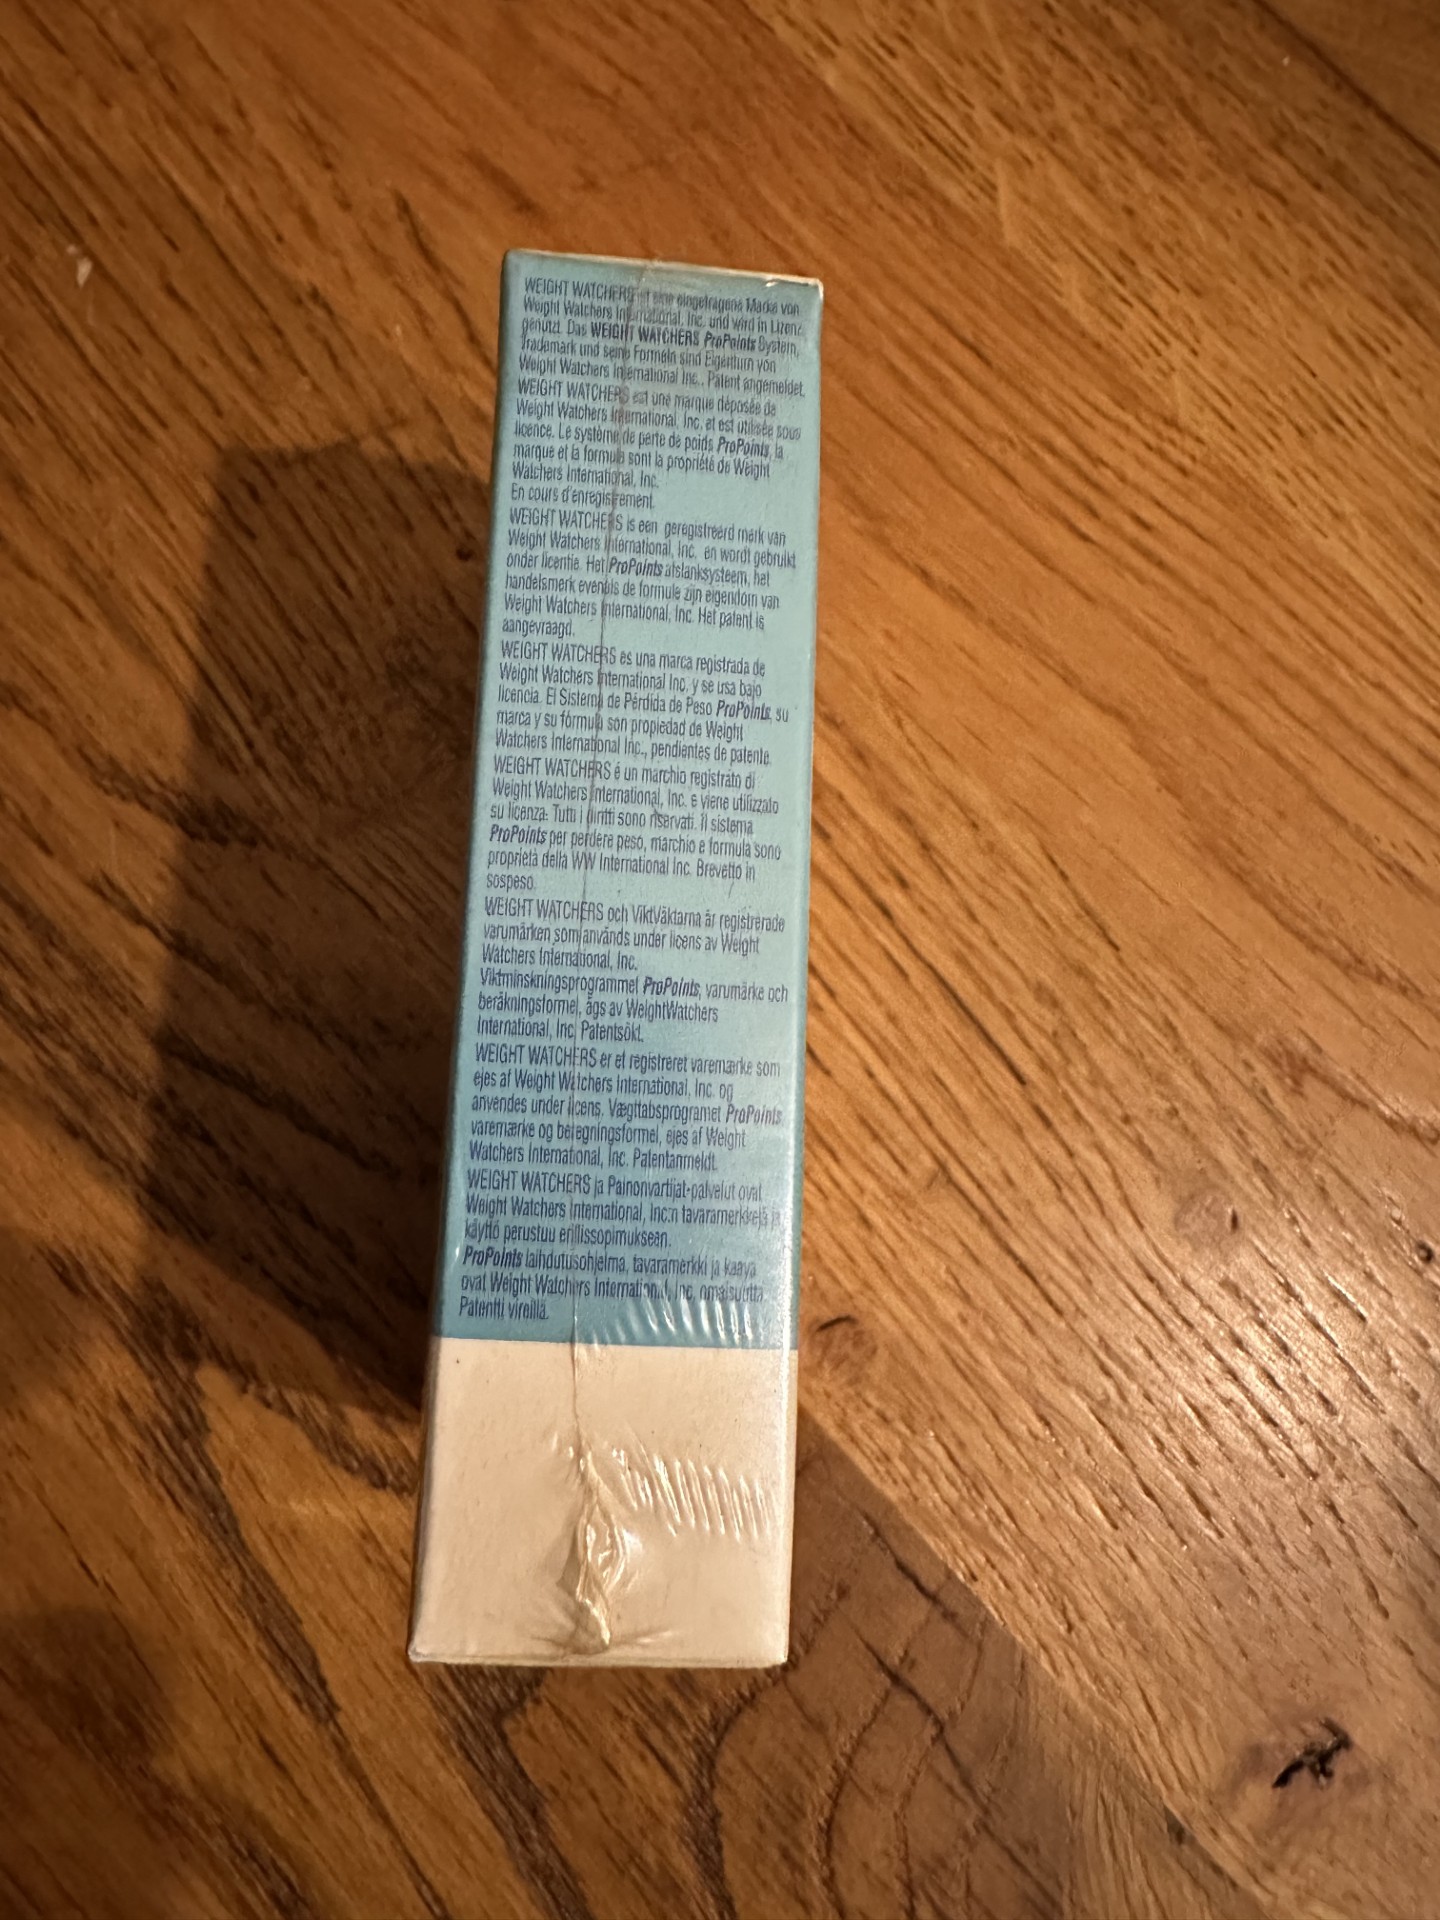 WEIGHT WATCHERS ist eine eingetragene Marke von
Weight Watchers International, Inc. und wird in Lizenz
genutzt. Das WEIGHT WATCHERS ProPoints System,
Trademark und seine Formeln sind Eigentum von
Weight Watchers International Inc., Patent angemeldet.
WEIGHT WATCHERS est une marque déposée de
Weight Watchers International, Inc. et est utilisée sous
licence. Le système de perte de poids ProPoints, la
marque et la formule sont la propriété de Weight
Watchers International, Inc.
En cours d'enregistrement.
WEIGHT WATCHERS is een geregistreerd merk van
Weight Watchers International, Inc. en wordt gebruikt
onder licentie. Het ProPoints afslanksysteem, het
handelsmerk evenals de formule zijn eigendom van
Weight Watchers International, Inc. Het patent is
aangevraagd.
WEIGHT WATCHERS es una marca registrada de
Weight Watchers International Inc. y se usa bajo
licencia. El Sistema de Pérdida de Peso ProPoints, su
marca y su fórmula son propiedad de Weight
Watchers International Inc., pendientes de patente.
WEIGHT WATCHERS é un marchio registrato di
Weight Watchers International, Inc. e viene utilizzato
su licenza. Tutti i diritti sono riservati. Il sistema
ProPoints per perdere peso, marchio e formula sono
proprietà della WW International Inc. Brevetto in
sospeso.
WEIGHT WATCHERS och ViktVäktarna är registrerade
varumärken som används under licens av Weight
Watchers International, Inc.
Viktminskningsprogrammet ProPoints, varumärke och
beräkningsformel, ägs av WeightWatchers
International, Inc. Patentsökt.
WEIGHT WATCHERS er et registreret varemærke som
ejes af Weight Watchers International, Inc. og
anvendes under licens. Vægttabsprogramet ProPoints
varemærke og beregningsformel, ejes af Weight
Watchers International, Inc. Patentanmeldt.
WEIGHT WATCHERS ja Painonvartijat-palvelut ovat
Weight Watchers International, Inc:n tavaramerkkejä ja
käyttö perustuu erillissopimukseen.
ProPoints laihdutusohjelma, tavaramerkki ja kaava
ovat Weight Watchers International, Inc. omaisuutta.
Patentti vireillä.